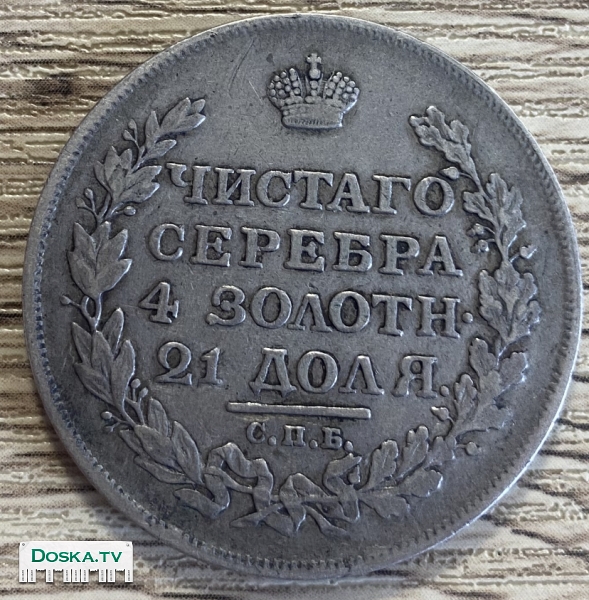 ЧИСТАГО
СЕРЕБРА
4 ЗОЛОТН·
21 ДОЛЯ.
С.П.Б.
DOSKA.TV